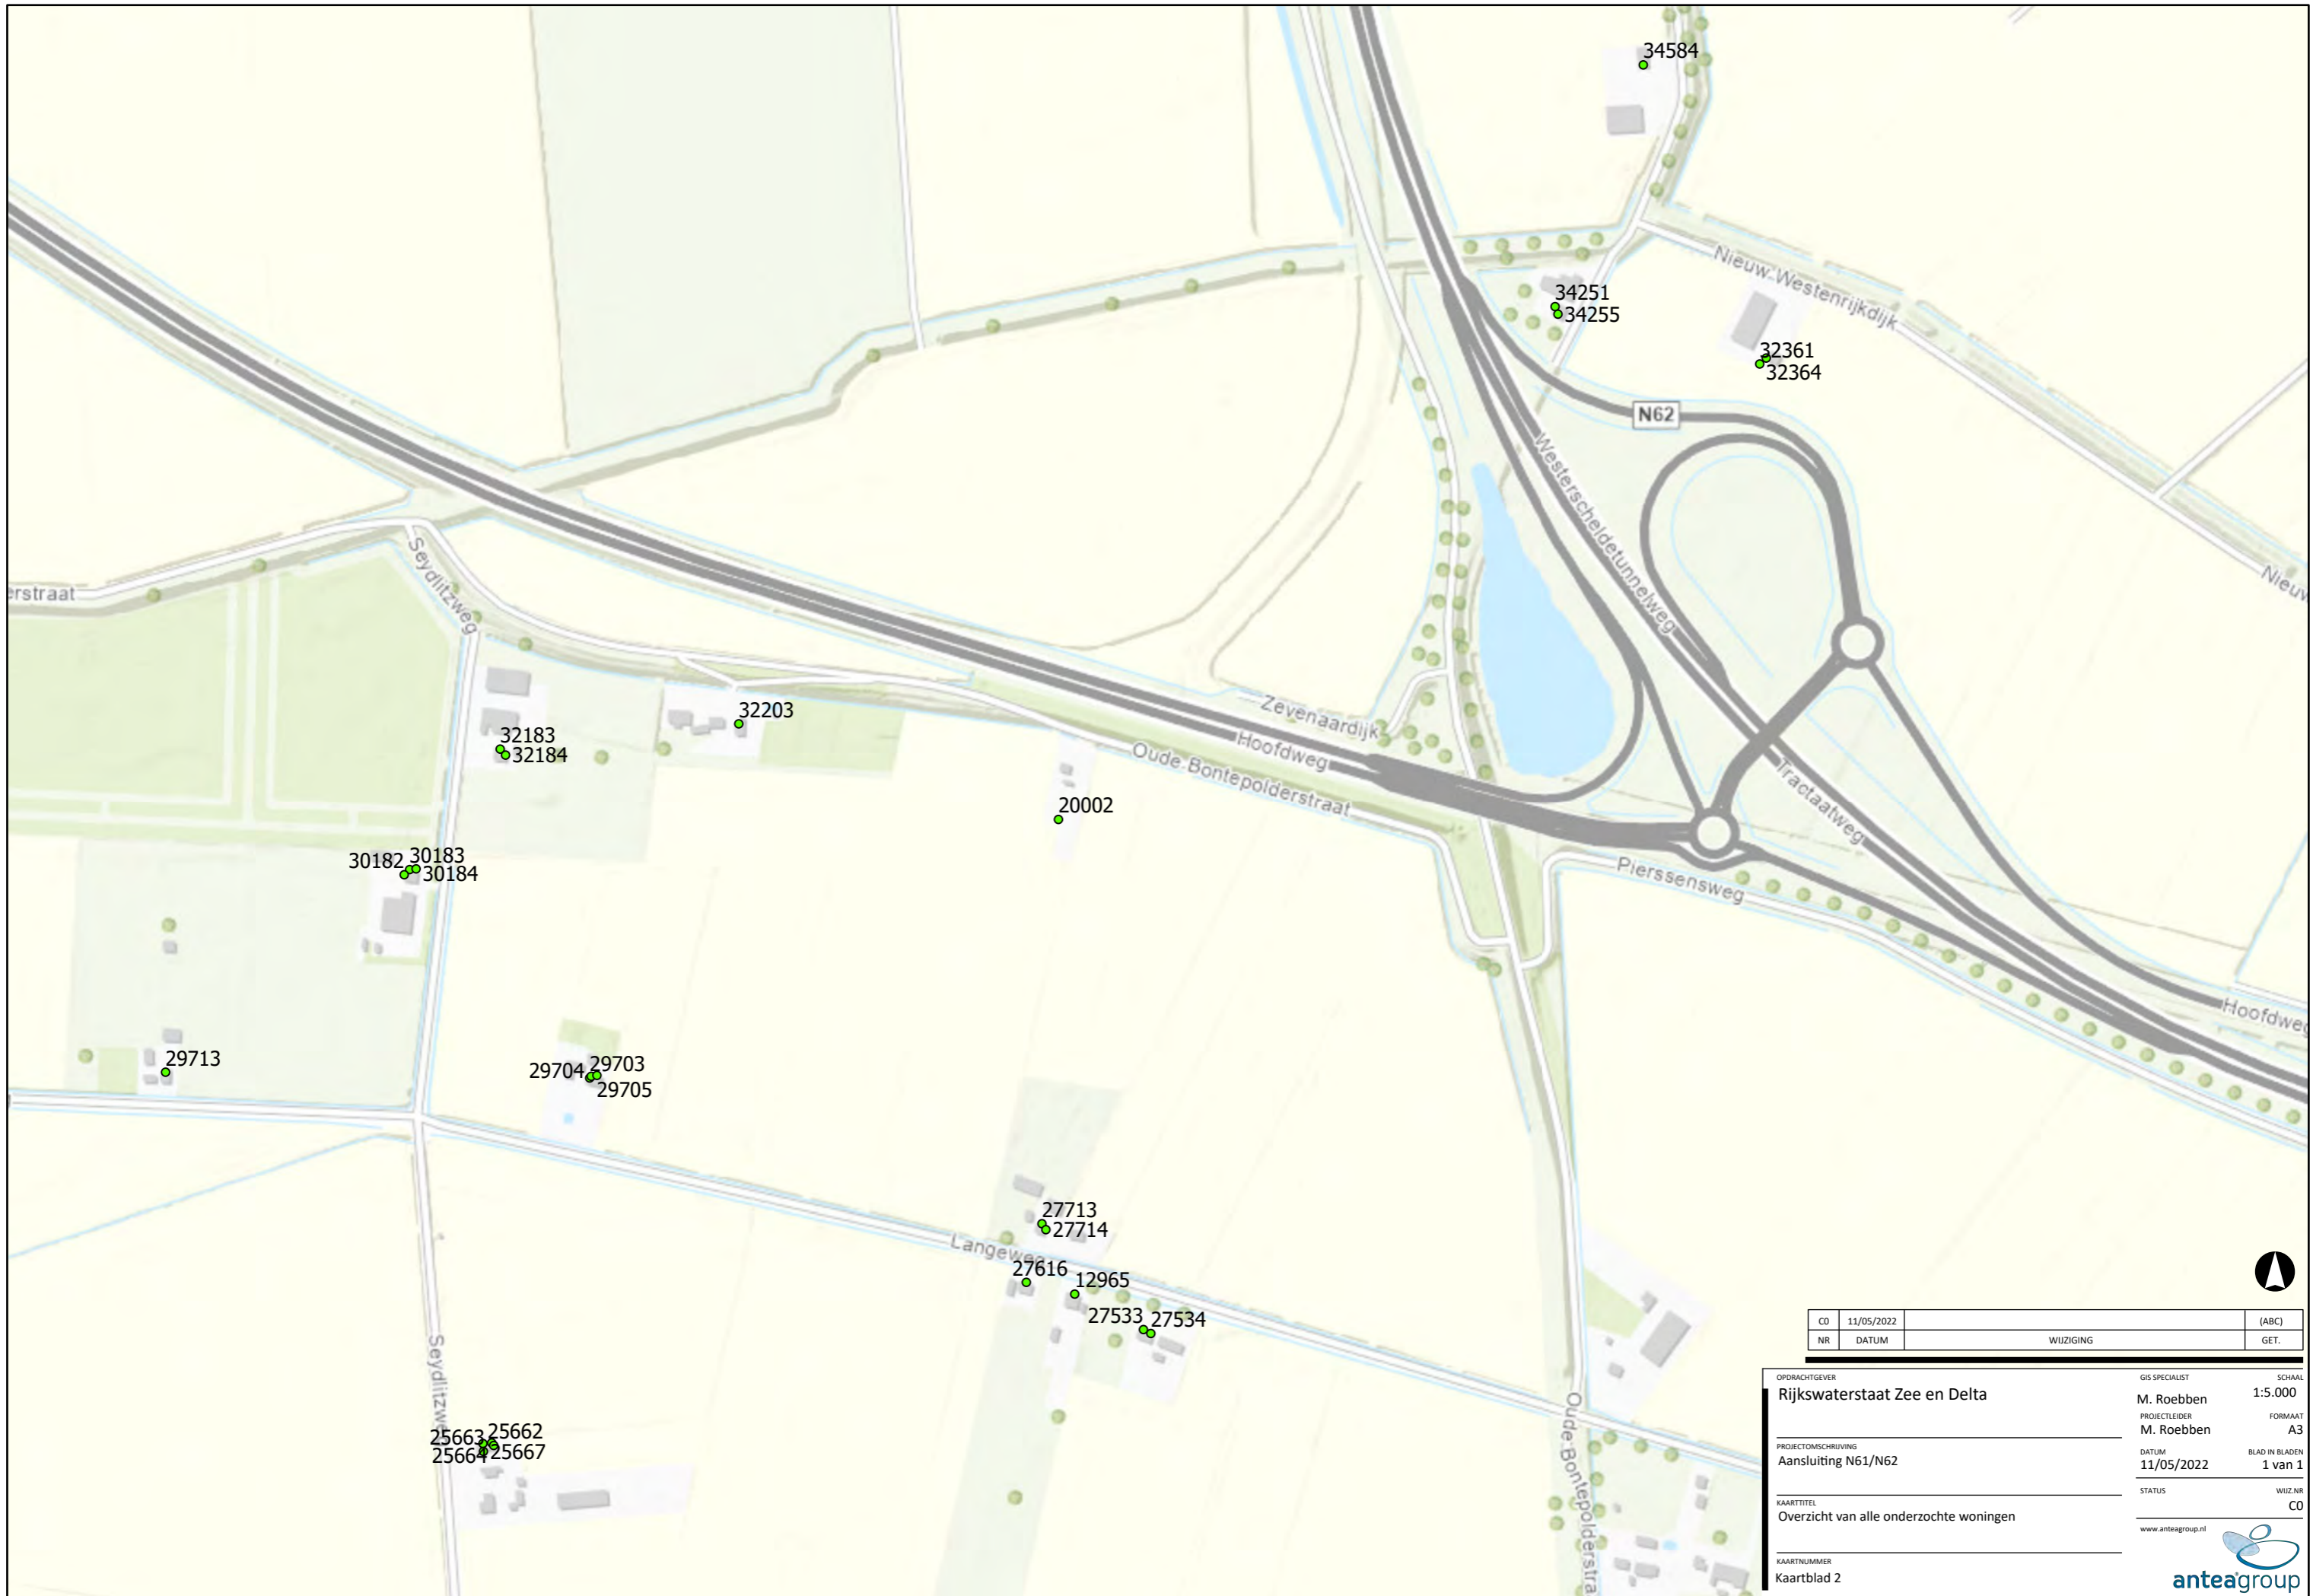 34584
Nieuw-Westenrijkdijk
34251
34255
32361
32364
N62
Westerscheldetunnelweg
Seydlitzweg
erstraat
Nieuw
32203
Zevenaardijk
32183
32184
Hoofdweg
Oude-Bontepolderstraat
Tractaatweg
20002
30182
30183
30184
Pierssensweg
Hoofdweg
29713
29703
29704
29705
27713
27714
Langeweg
27616
12965
27533
27534
Seydlitzweg
25662
25663
25664
25667
Oude-Bontepolderstra
C0 11/05/2022 (ABC)
NR DATUM WIJZIGING GET.
OPDRACHTGEVER
Rijkswaterstaat Zee en Delta
GIS SPECIALIST
M. Roebben
SCHAAL
1:5.000
PROJECTLEIDER
M. Roebben
FORMAAT
A3
PROJECTOMSCHRIJVING
Aansluiting N61/N62
DATUM
11/05/2022
BLAD IN BLADEN
1 van 1
STATUS
WIJZ.NR
C0
KAARTTITEL
Overzicht van alle onderzochte woningen
www.anteagroup.nl
KAARTNUMMER
Kaartblad 2
anteagroup